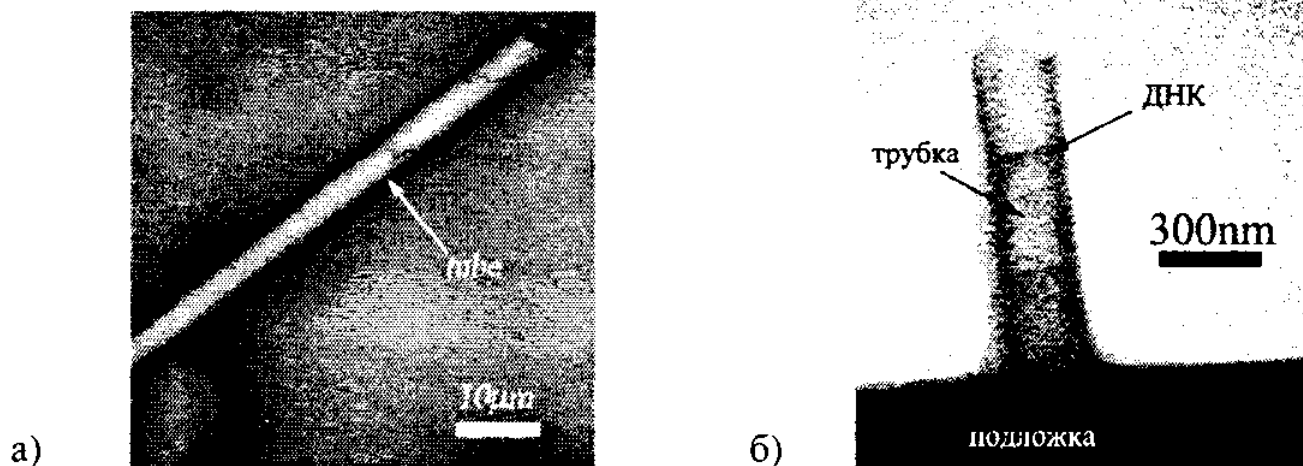 tube
10μm
а)
ДНК
трубка
300nm
подложка
б)